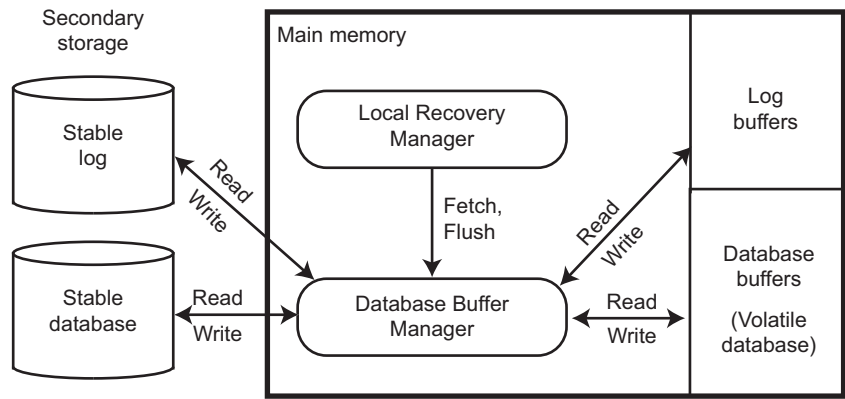 Secondary
storage
Main memory
Stable
log
Local Recovery
Manager
Log
buffers
Read
Write
Fetch,
Flush
Read
Write
Stable
database
Read
Write
Database Buffer
Manager
Read
Write
Database
buffers
(Volatile
database)